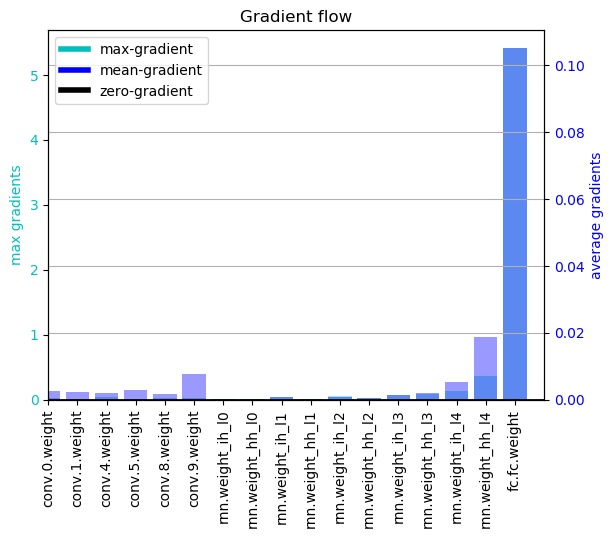 Gradient flow
max-gradient
mean-gradient
zero-gradient
max gradients
5
4
3
2
1
0
0.10
0.08
0.06
0.04
0.02
0.00
average gradients
conv.0.weight
conv.1.weight
conv.4.weight
conv.5.weight
conv.8.weight
conv.9.weight
rnn.weight_ih_l0
rnn.weight_hh_l0
rnn.weight_ih_l1
rnn.weight_hh_l1
rnn.weight_ih_l2
rnn.weight_hh_l2
rnn.weight_ih_l3
rnn.weight_hh_l3
rnn.weight_ih_l4
rnn.weight_hh_l4
fc.fc.weight